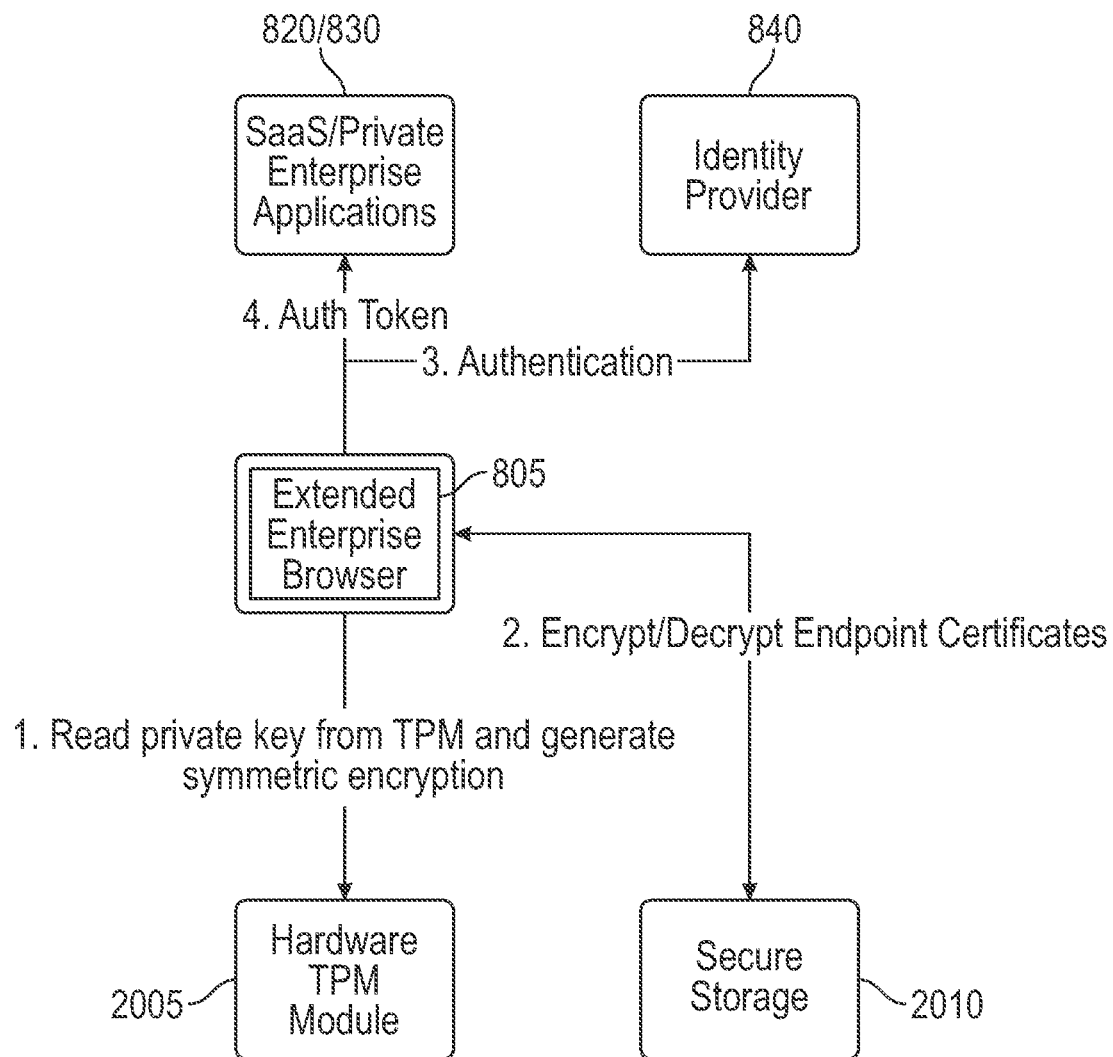 820/830
840
SaaS/Private
Enterprise
Applications
Identity
Provider
4. Auth Token
3. Authentication
805
Extended
Enterprise
Browser
2. Encrypt/Decrypt Endpoint Certificates
1. Read private key from TPM and generate
symmetric encryption
Hardware
TPM
Module
2005
Secure
Storage
2010